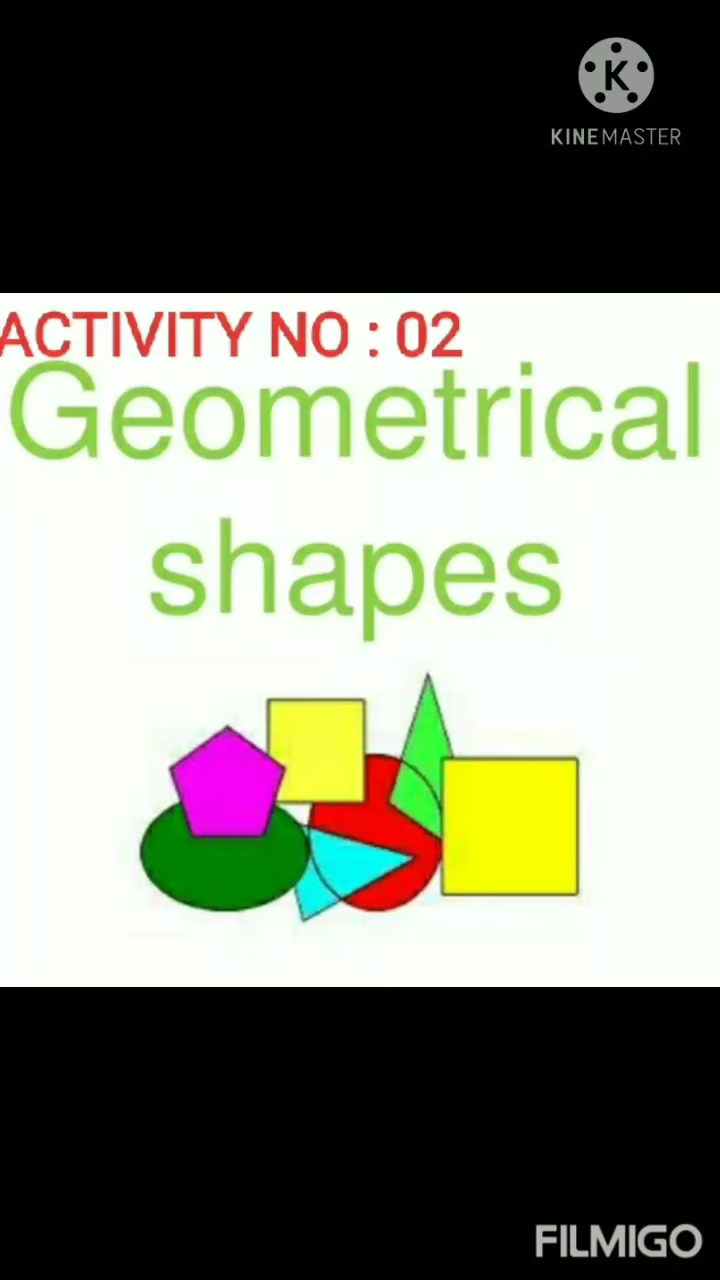 K
KINEMASTER
ACTIVITY NO : 02
Geometrical
shapes
FILMIGO